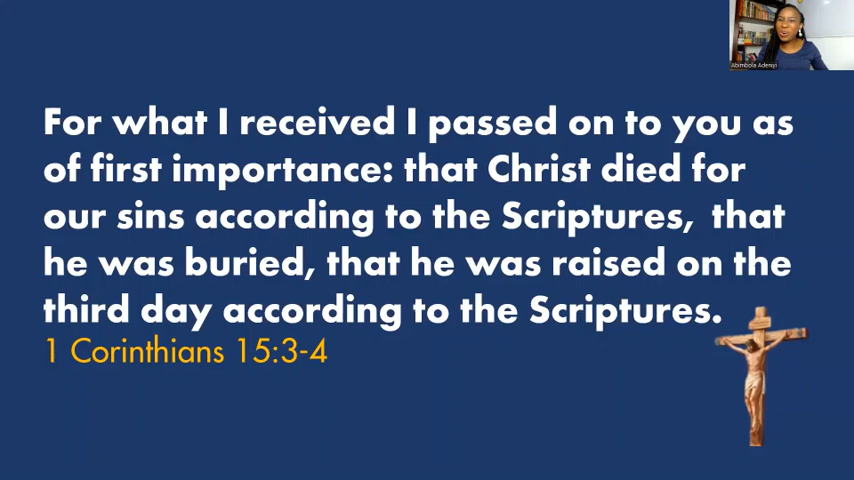 Abimbola Adeniyi
For what I received I passed on to you as
of first importance: that Christ died for
our sins according to the Scriptures, that
he was buried, that he was raised on the
third day according to the Scriptures.
1 Corinthians 15:3-4